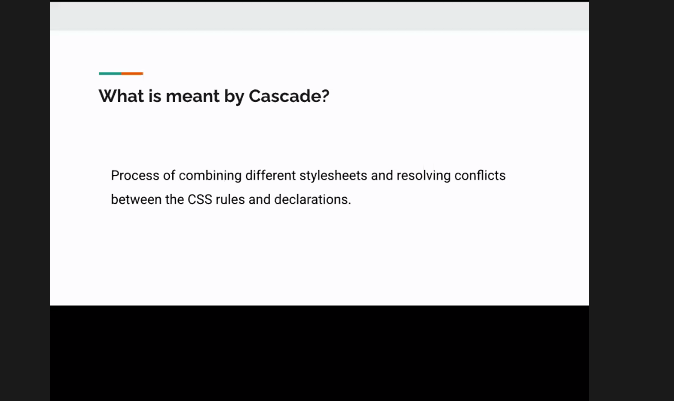 What is meant by Cascade?
Process of combining different stylesheets and resolving conflicts
between the CSS rules and declarations.